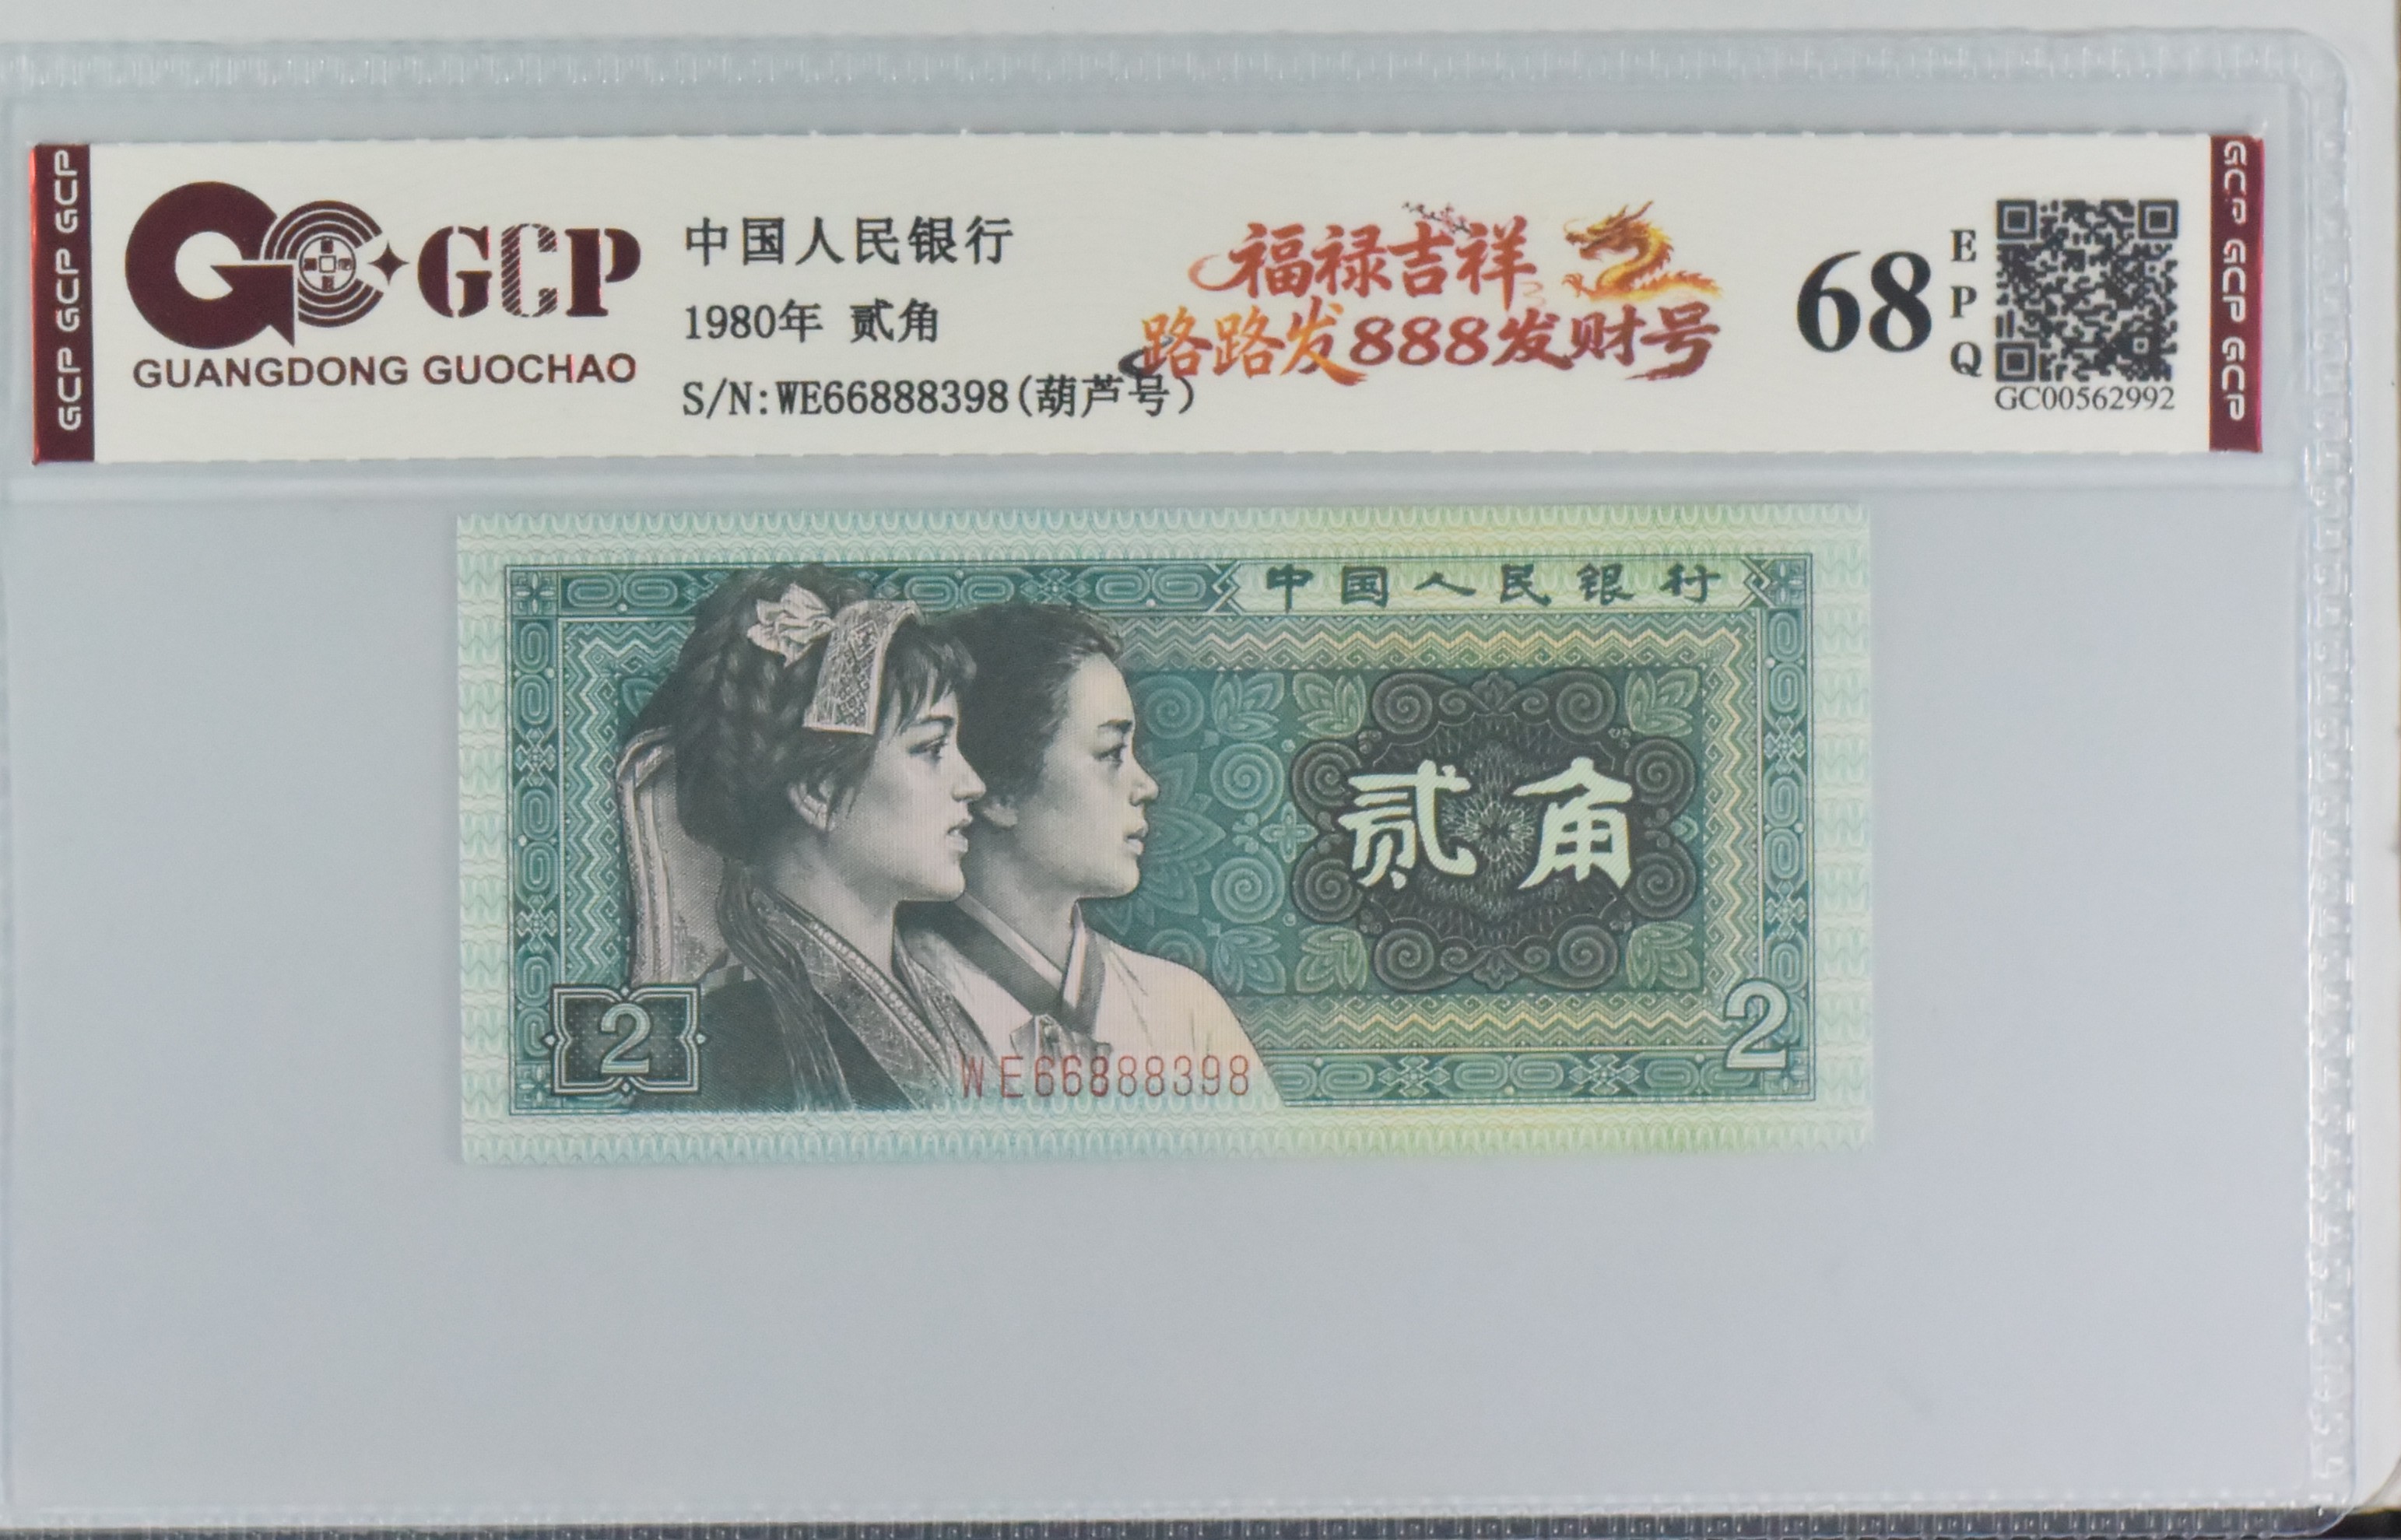 GCP GCP GCP
GCP
GUANGDONG GUOCHAO
中国人民银行
1980年 贰角
S/N:WE66888398(葫芦号)
福禄吉祥
路路发888发财号
68
E
P
Q
GC00562992
GCP GCP GCP
中国人民银行
贰角
2
2
WE66888398